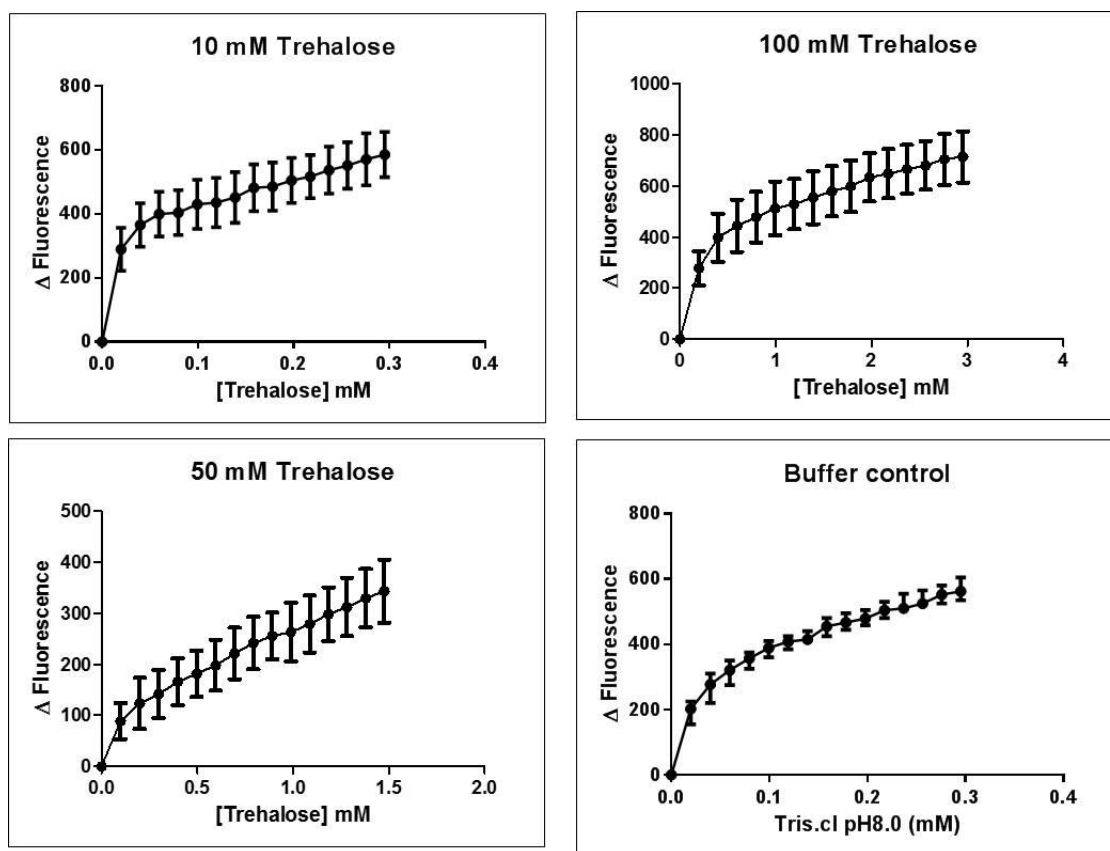 10 mM Trehalose
800
600
400
200
0
Δ Fluorescence
0.0 0.1 0.2 0.3 0.4
[Trehalose] mM
100 mM Trehalose
1000
800
600
400
200
0
Δ Fluorescence
0 1 2 3 4
[Trehalose] mM
50 mM Trehalose
500
400
300
200
100
0
Δ Fluorescence
0.0 0.5 1.0 1.5 2.0
[Trehalose] mM
Buffer control
800
600
400
200
0
Δ Fluorescence
0.0 0.1 0.2 0.3 0.4
Tris.cl pH8.0 (mM)